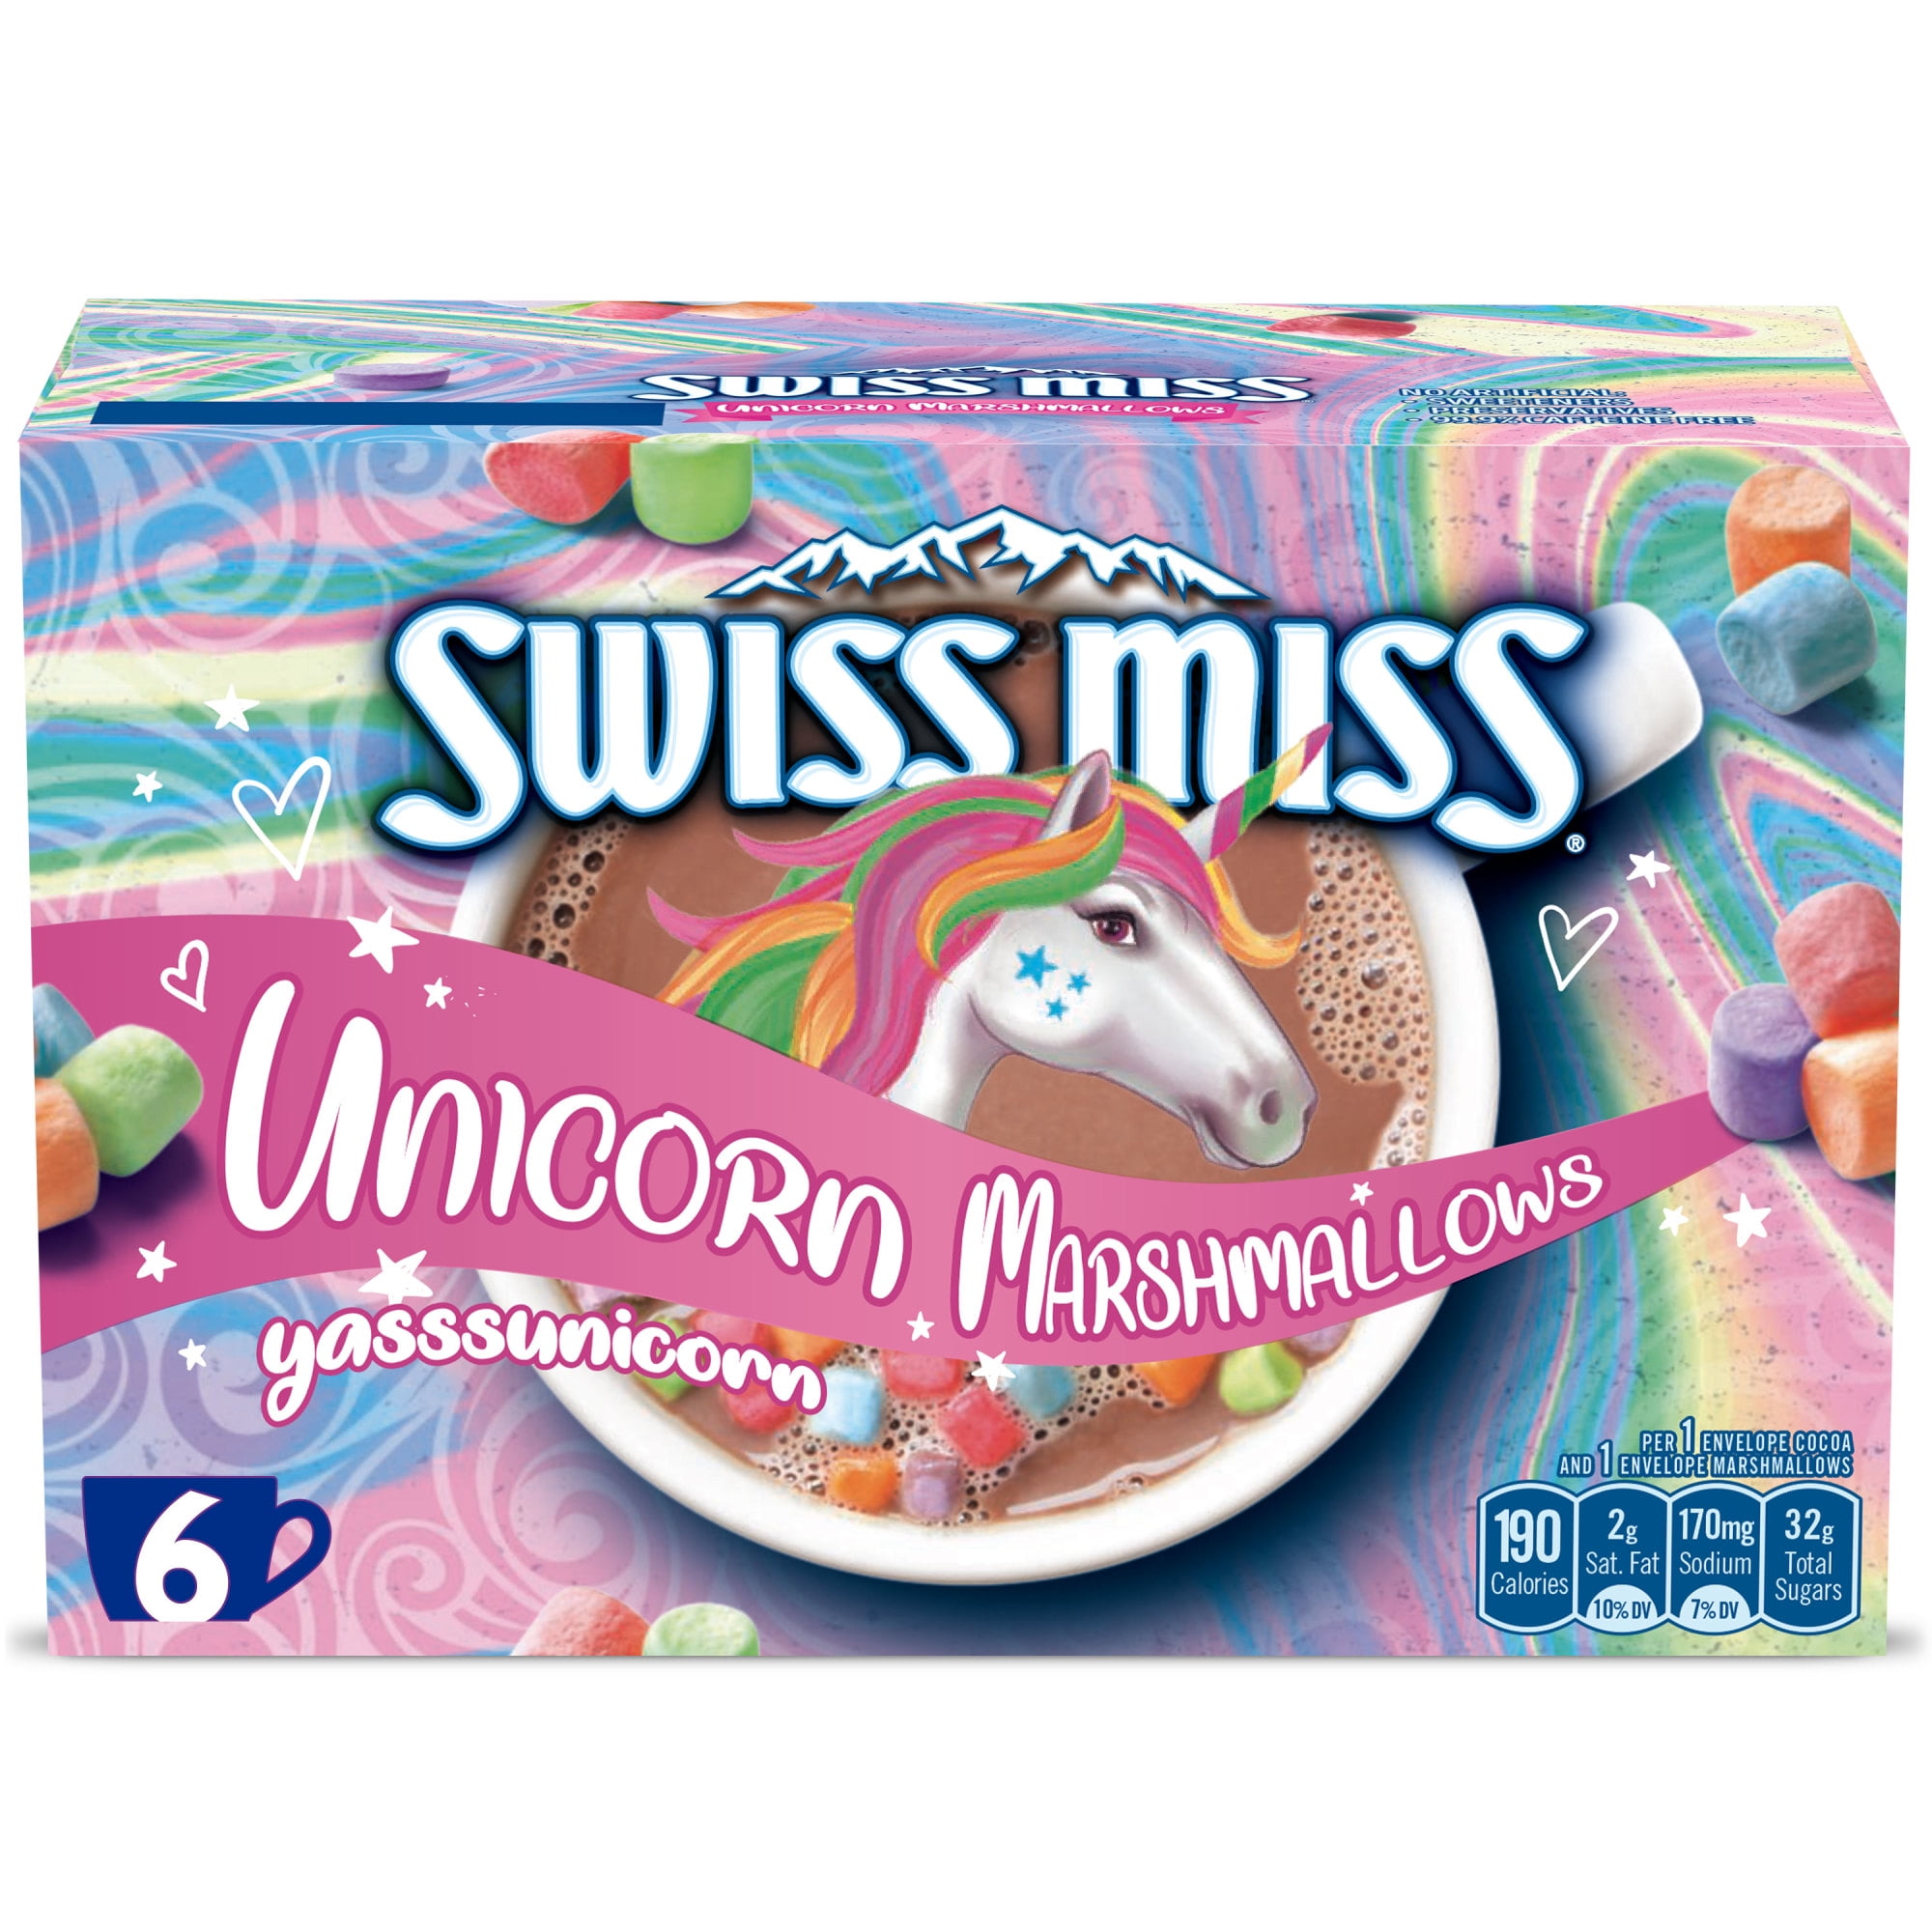 SWISS MISS
UNICORN MARSHMALLOWS
NO ARTIFICIAL:
• SWEETENERS
• PRESERVATIVES
• 99.9% CAFFEINE FREE
SWISS MISS®
UNICORN MARSHMALLOWS
yasssunicorn
6
PER 1 ENVELOPE COCOA
AND 1 ENVELOPE MARSHMALLOWS
190 Calories
2g Sat. Fat 10% DV
170mg Sodium 7% DV
32g Total Sugars